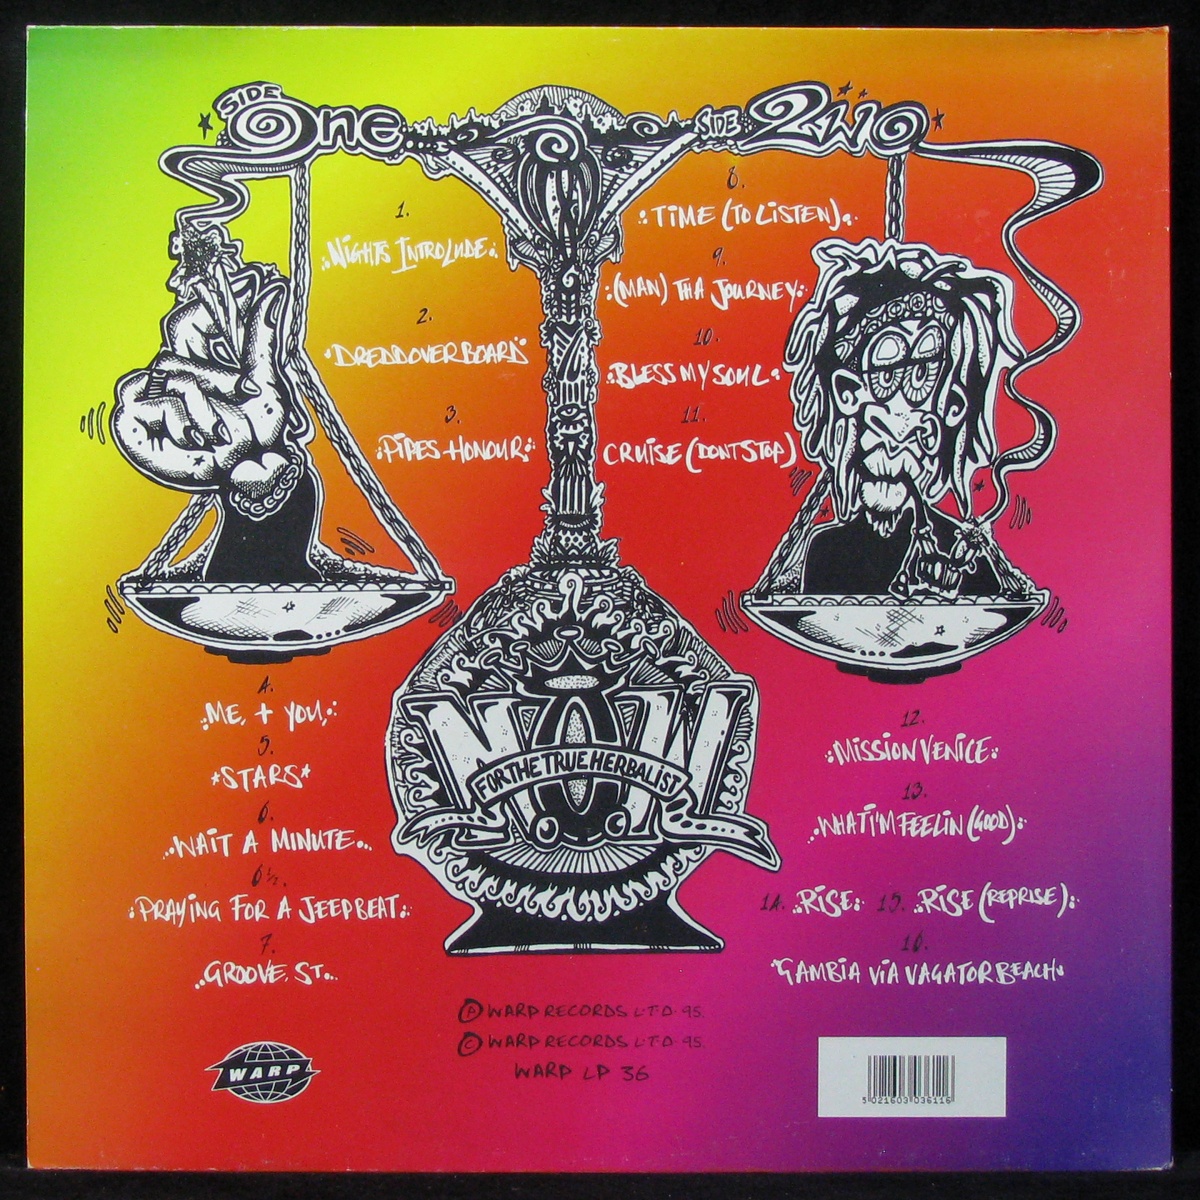 SIDE ONE
SIDE TWO
1.
NIGHTS INTROLUDE
2.
DREDDOVERBOARD
3.
PIPES HONOUR
4.
ME, + YOU,
5.
*STARS*
6.
WAIT A MINUTE..
6½.
PRAYING FOR A JEEPBEAT.
7.
GROOVE, ST..
8.
TIME (TO LISTEN).
9.
(MAN) THA JOURNEY
10.
BLESS MY SOUL
11.
CRUISE (DONT STOP)
12.
MISSION VENICE
13.
WHAT I'M FEELIN (GOOD)
14. RISE 15. RISE (REPRISE)
16.
GAMBIA VIA VAGATOR BEACH
NOW
FOR THE TRUE HERBALIST
Ⓟ WARP RECORDS L·T·D· 95.
© WARP RECORDS L·T·D· 95.
WARP LP 36
WARP
5 021603 036116